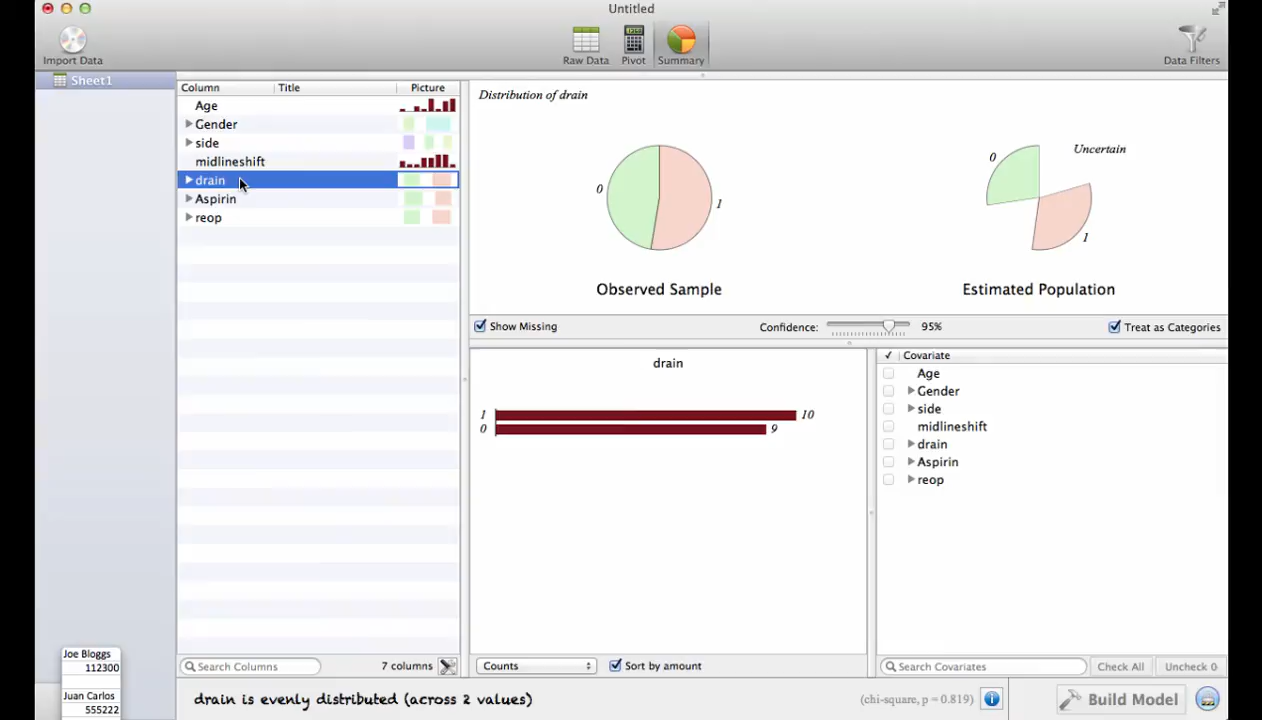 Untitled
Import Data
Raw Data
Pivot
Summary
Data Filters
Sheet1
Column Title Picture
Age
Gender
side
midlineshift
drain
Aspirin
reop
Distribution of drain
0
1
Observed Sample
Uncertain
0
1
Estimated Population
Show Missing
Confidence: 95%
Treat as Categories
drain
1 10
0 9
✓ Covariate
Age
Gender
side
midlineshift
drain
Aspirin
reop
Joe Bloggs
112300
Juan Carlos
555222
Search Columns
7 columns
Counts
Sort by amount
Search Covariates
Check All
Uncheck 0
drain is evenly distributed (across 2 values)
(chi-square, p = 0.819)
Build Model